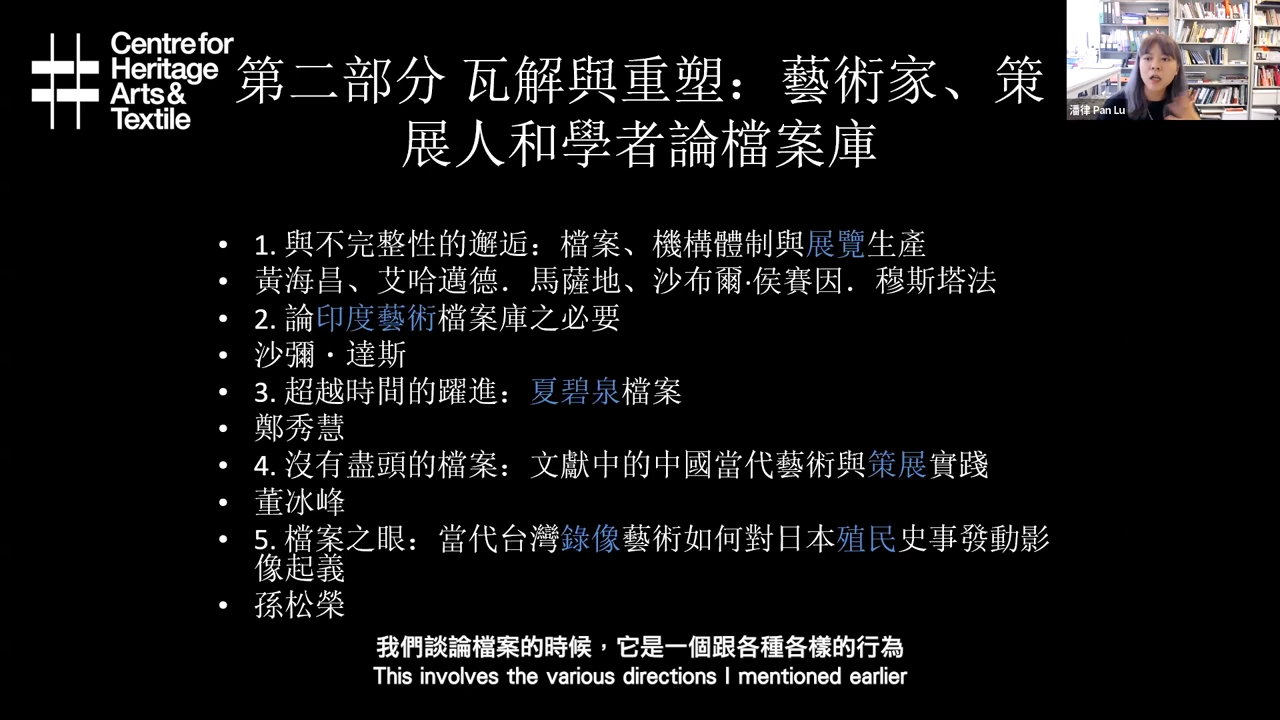 Centre for
Heritage
Arts &
Textile
第二部分 瓦解與重塑：藝術家、策
展人和學者論檔案庫
潘律 Pan Lu
• 1. 與不完整性的邂逅：檔案、機構體制與展覽生產
• 黃海昌、艾哈邁德．馬薩地、沙布爾·侯賽因．穆斯塔法
• 2. 論印度藝術檔案庫之必要
• 沙彌・達斯
• 3. 超越時間的躍進：夏碧泉檔案
• 鄭秀慧
• 4. 沒有盡頭的檔案：文獻中的中國當代藝術與策展實踐
• 董冰峰
• 5. 檔案之眼：當代台灣錄像藝術如何對日本殖民史事發動影
像起義
• 孫松榮
我們談論檔案的時候，它是一個跟各種各樣的行為
This involves the various directions I mentioned earlier